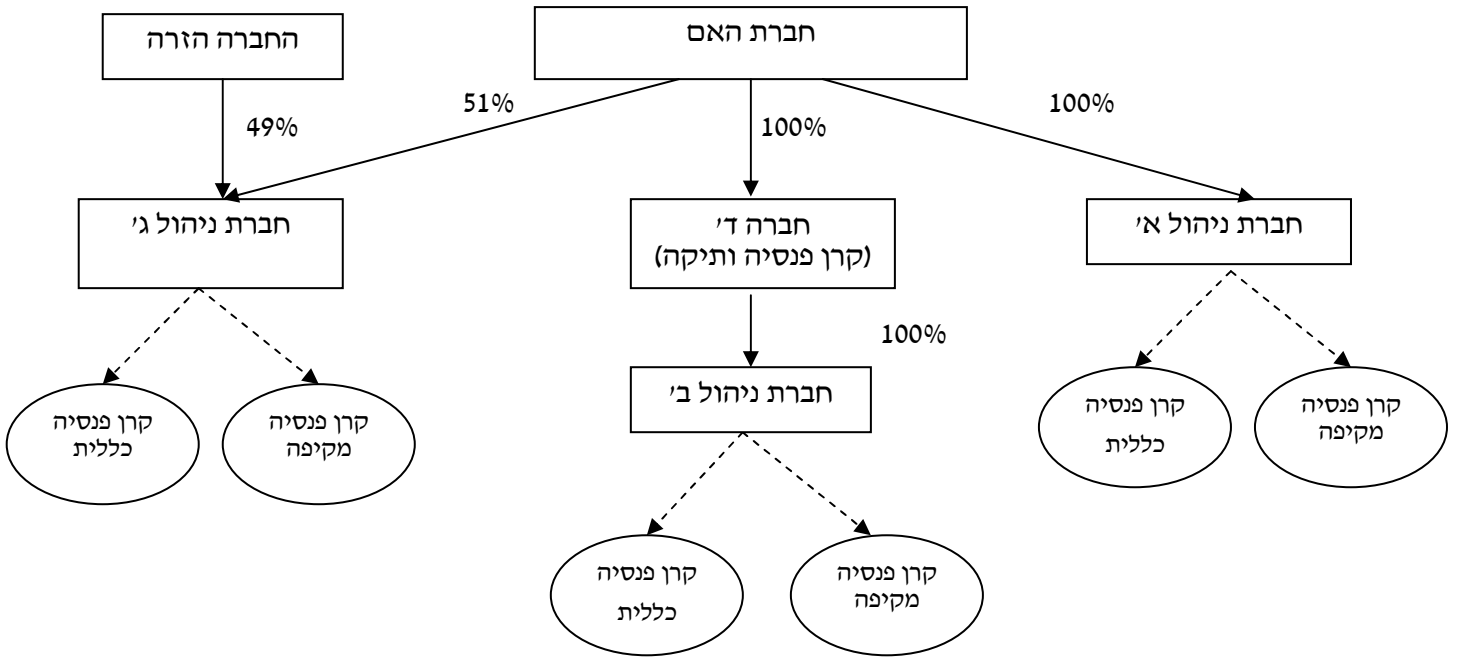 חברת האם
החברה הזרה
100%
100%
51%
49%
חברת ניהול א'
חברה ד'
(קרן פנסיה ותיקה)
חברת ניהול ג'
100%
חברת ניהול ב'
קרן פנסיה
מקיפה
קרן פנסיה
כללית
קרן פנסיה
מקיפה
קרן פנסיה
כללית
קרן פנסיה
מקיפה
קרן פנסיה
כללית